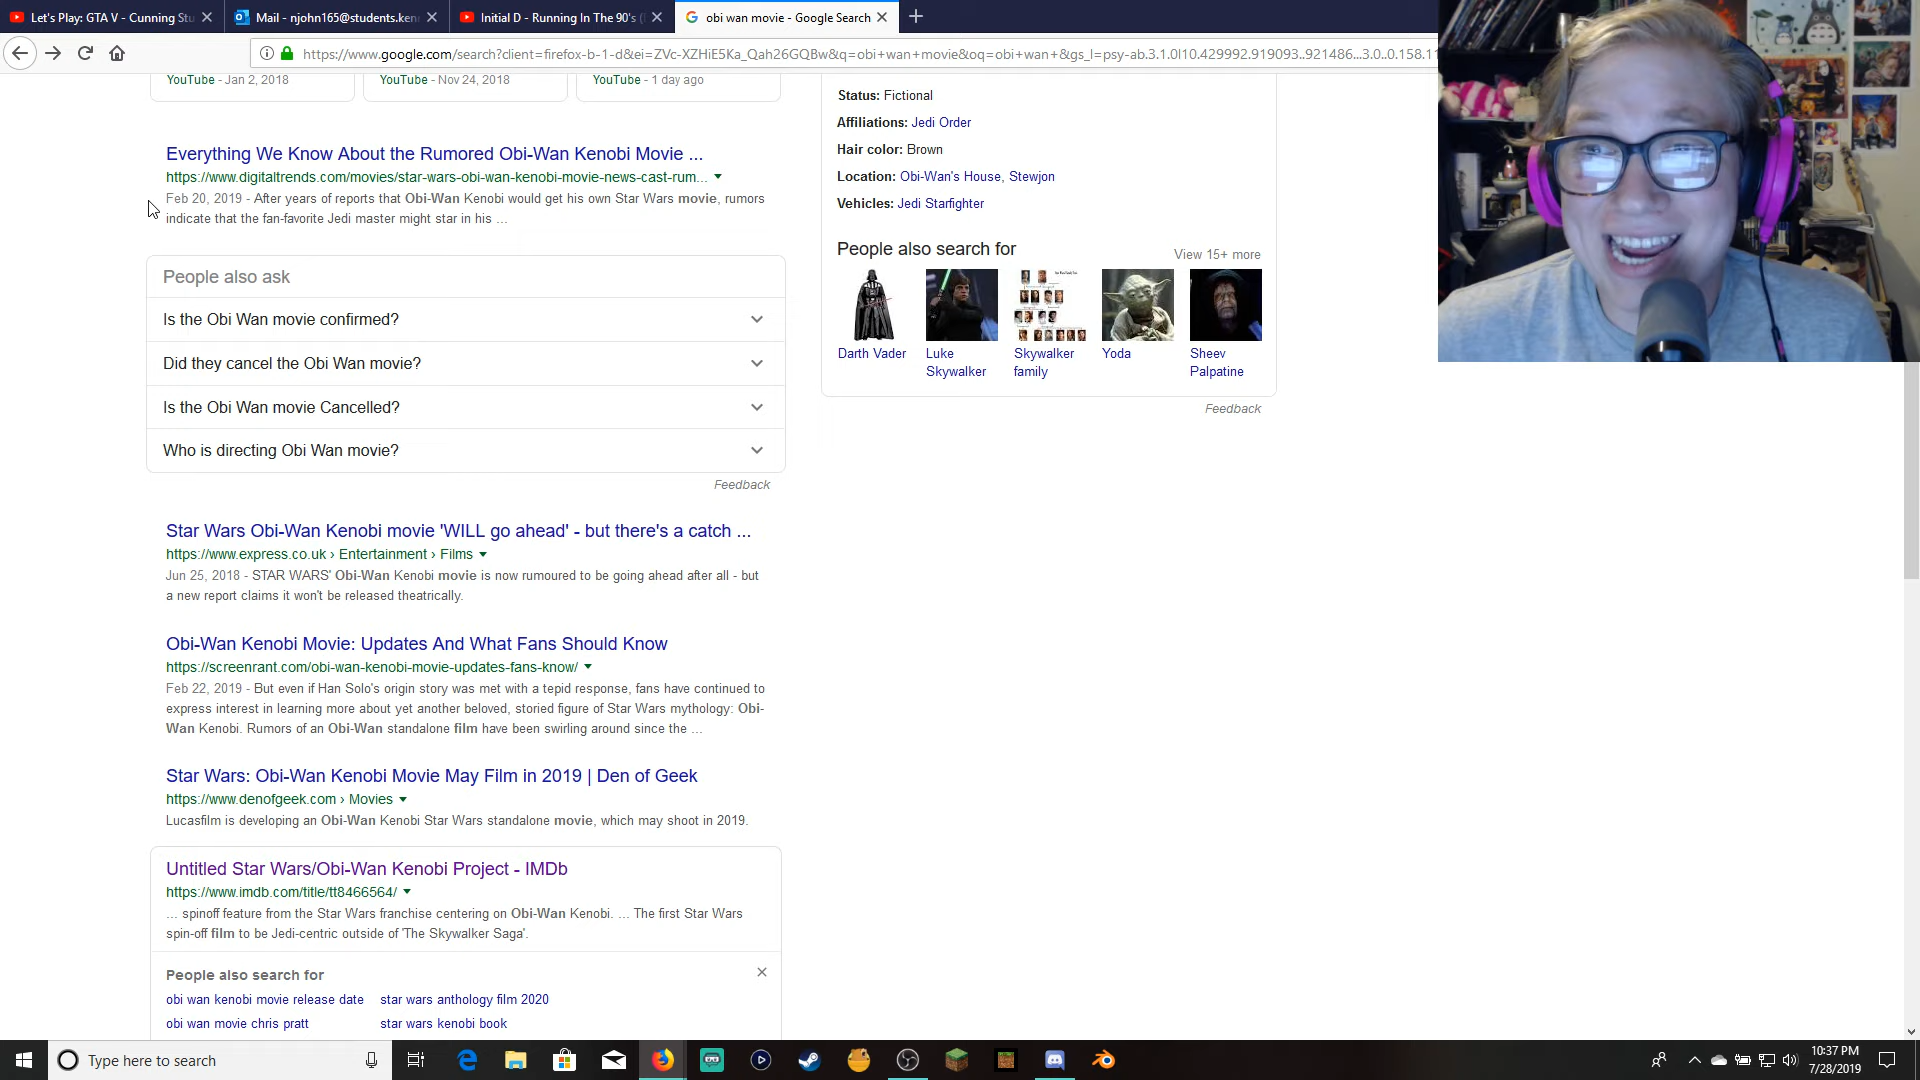 Let's Play: GTA V - Cunning Stu
Mail - njohn165@students.ken
Initial D - Running In The 90's (
obi wan movie - Google Search
https://www.google.com/search?client=firefox-b-1-d&ei=ZVc-XZHiE5Ka_Qah26GQBw&q=obi+wan+movie&oq=obi+wan+&gs_l=psy-ab.3.1.0l10.429992.919093..921486...3.0..0.158.11
YouTube - Jan 2, 2018
YouTube - Nov 24, 2018
YouTube - 1 day ago
Everything We Know About the Rumored Obi-Wan Kenobi Movie ...
https://www.digitaltrends.com/movies/star-wars-obi-wan-kenobi-movie-news-cast-rum...
Feb 20, 2019 - After years of reports that Obi-Wan Kenobi would get his own Star Wars movie, rumors
indicate that the fan-favorite Jedi master might star in his ...
People also ask
Is the Obi Wan movie confirmed?
Did they cancel the Obi Wan movie?
Is the Obi Wan movie Cancelled?
Who is directing Obi Wan movie?
Feedback
Star Wars Obi-Wan Kenobi movie 'WILL go ahead' - but there's a catch ...
https://www.express.co.uk › Entertainment › Films
Jun 25, 2018 - STAR WARS' Obi-Wan Kenobi movie is now rumoured to be going ahead after all - but
a new report claims it won't be released theatrically.
Obi-Wan Kenobi Movie: Updates And What Fans Should Know
https://screenrant.com/obi-wan-kenobi-movie-updates-fans-know/
Feb 22, 2019 - But even if Han Solo's origin story was met with a tepid response, fans have continued to
express interest in learning more about yet another beloved, storied figure of Star Wars mythology: Obi-
Wan Kenobi. Rumors of an Obi-Wan standalone film have been swirling around since the ...
Star Wars: Obi-Wan Kenobi Movie May Film in 2019 | Den of Geek
https://www.denofgeek.com › Movies
Lucasfilm is developing an Obi-Wan Kenobi Star Wars standalone movie, which may shoot in 2019.
Untitled Star Wars/Obi-Wan Kenobi Project - IMDb
https://www.imdb.com/title/tt8466564/
... spinoff feature from the Star Wars franchise centering on Obi-Wan Kenobi. ... The first Star Wars
spin-off film to be Jedi-centric outside of 'The Skywalker Saga'.
People also search for
obi wan kenobi movie release date
star wars anthology film 2020
obi wan movie chris pratt
star wars kenobi book
Status: Fictional
Affiliations: Jedi Order
Hair color: Brown
Location: Obi-Wan's House, Stewjon
Vehicles: Jedi Starfighter
People also search for
View 15+ more
Darth Vader
Luke
Skywalker
Skywalker
family
Yoda
Sheev
Palpatine
Feedback
Type here to search
10:37 PM
7/28/2019